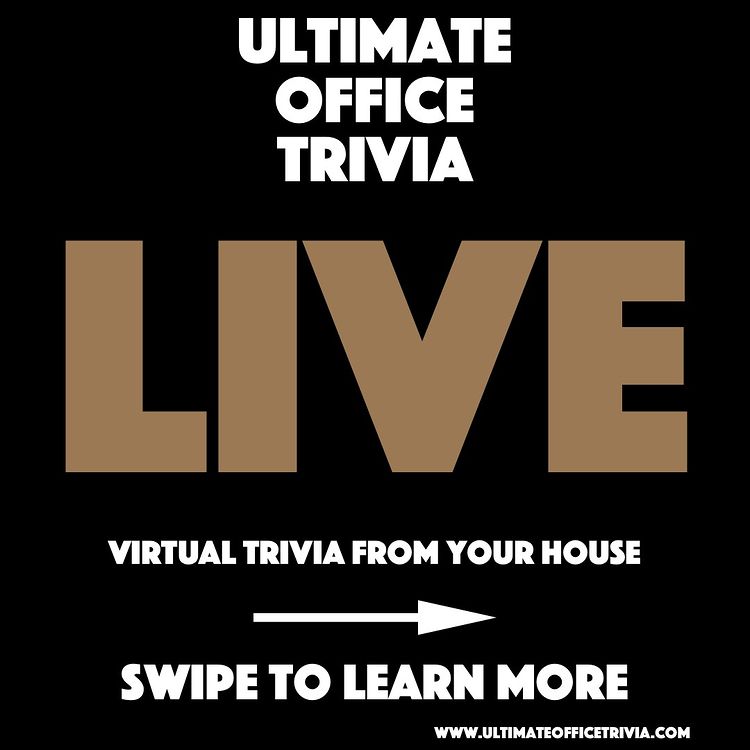 ULTIMATE
OFFICE
TRIVIA
LIVE
VIRTUAL TRIVIA FROM YOUR HOUSE
SWIPE TO LEARN MORE
WWW.ULTIMATEOFFICETRIVIA.COM